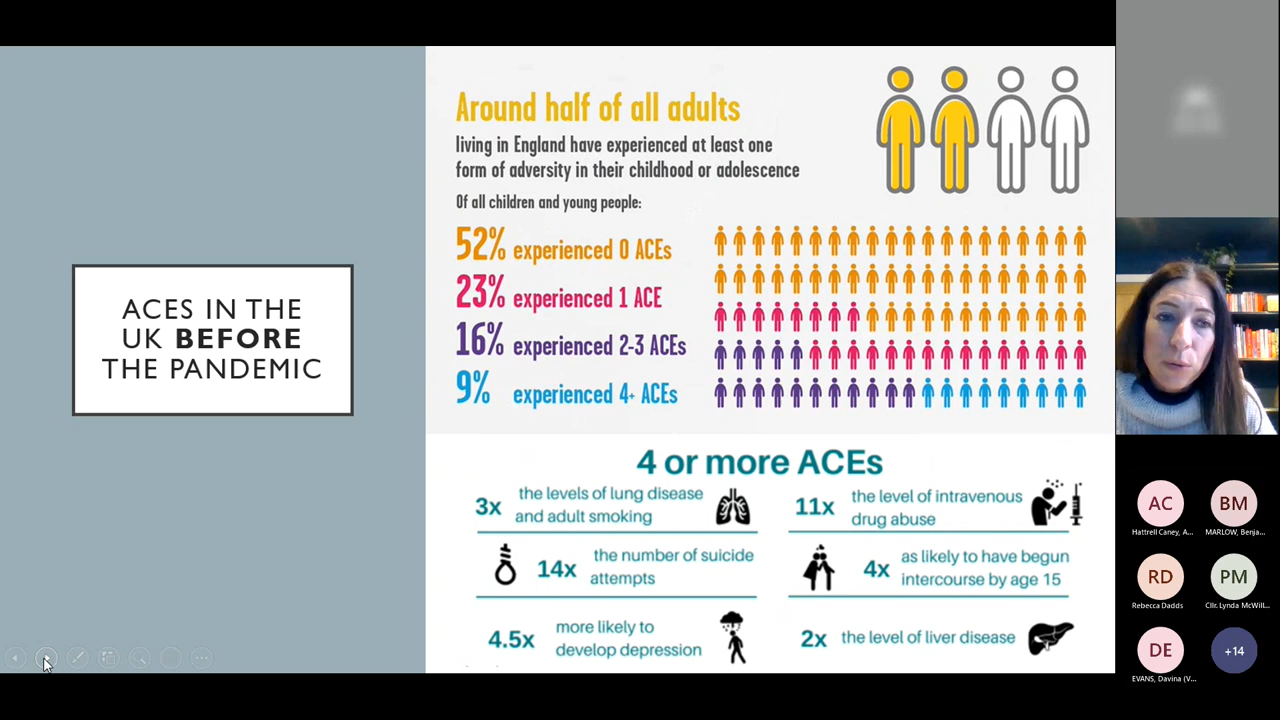 ACES IN THE
UK BEFORE
THE PANDEMIC
Around half of all adults
living in England have experienced at least one
form of adversity in their childhood or adolescence
Of all children and young people:
52% experienced 0 ACEs
23% experienced 1 ACE
16% experienced 2-3 ACEs
9% experienced 4+ ACEs
4 or more ACEs
3x the levels of lung disease
and adult smoking
11x the level of intravenous
drug abuse
14x the number of suicide
attempts
4x as likely to have begun
intercourse by age 15
4.5x more likely to
develop depression
2x the level of liver disease
AC
Hattrell Caney, A...
BM
MARLOW, Benja...
RD
Rebecca Dadds
PM
Cllr. Lynda McWill...
DE
EVANS, Davina (V...
+14